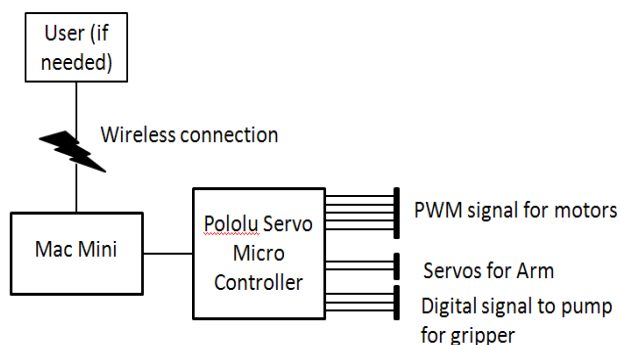 User (if
needed)
Wireless connection
Mac Mini
Pololu Servo
Micro
Controller
PWM signal for motors
Servos for Arm
Digital signal to pump
for gripper